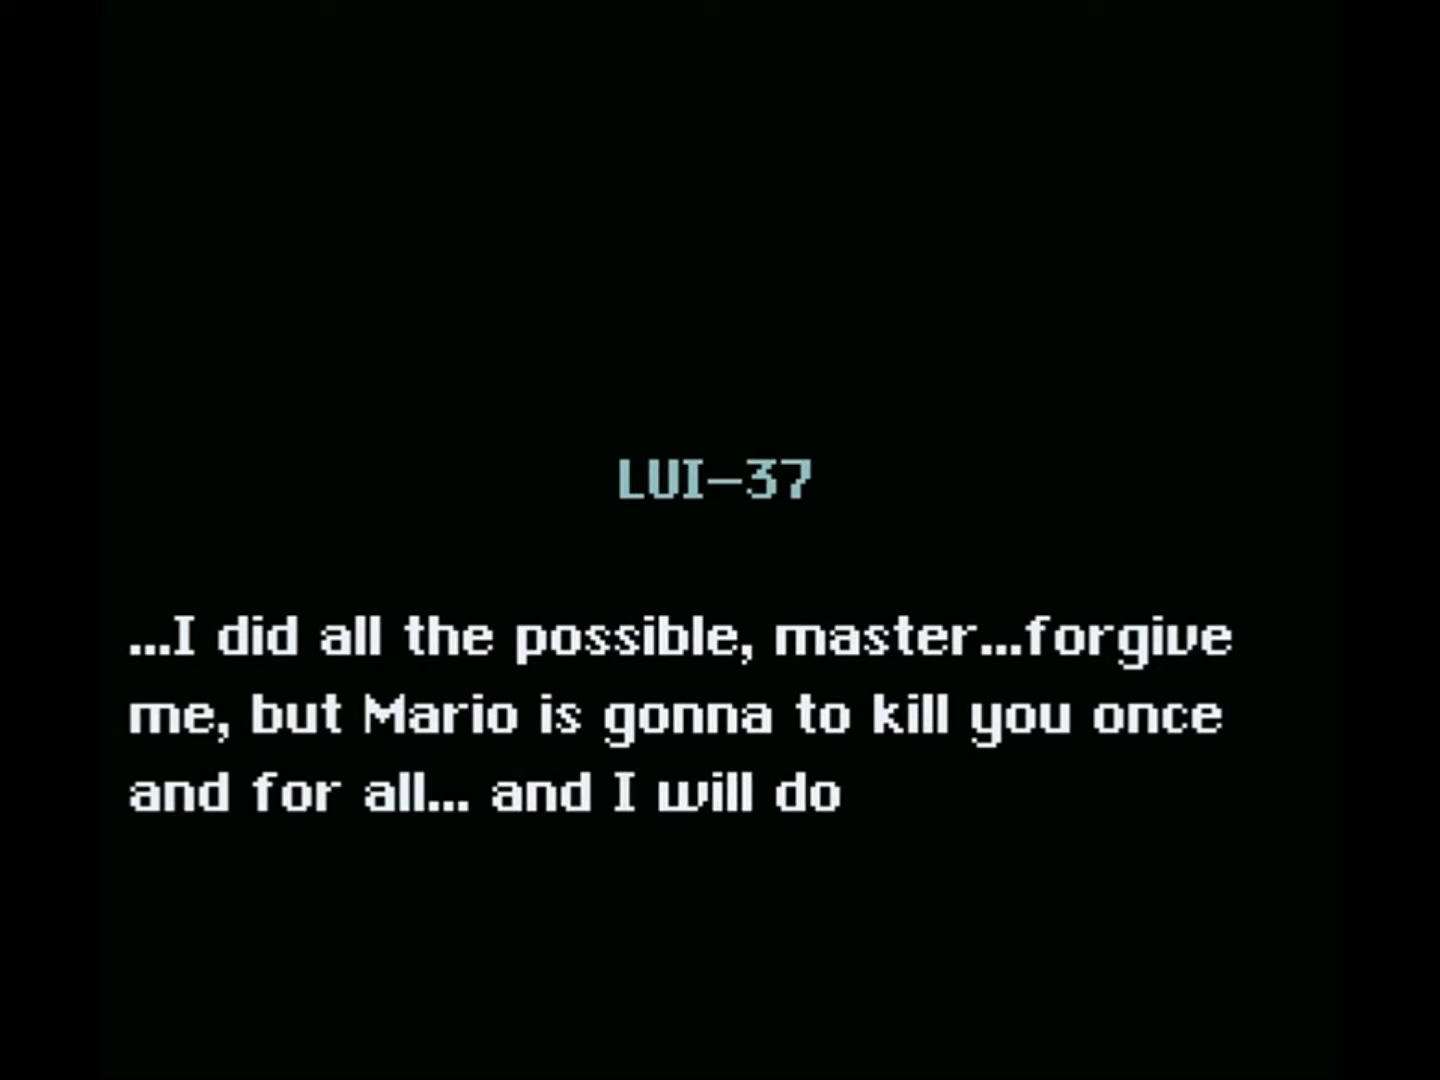 LUI-37
...I did all the possible, master...forgive
me, but Mario is gonna to kill you once
and for all... and I will do